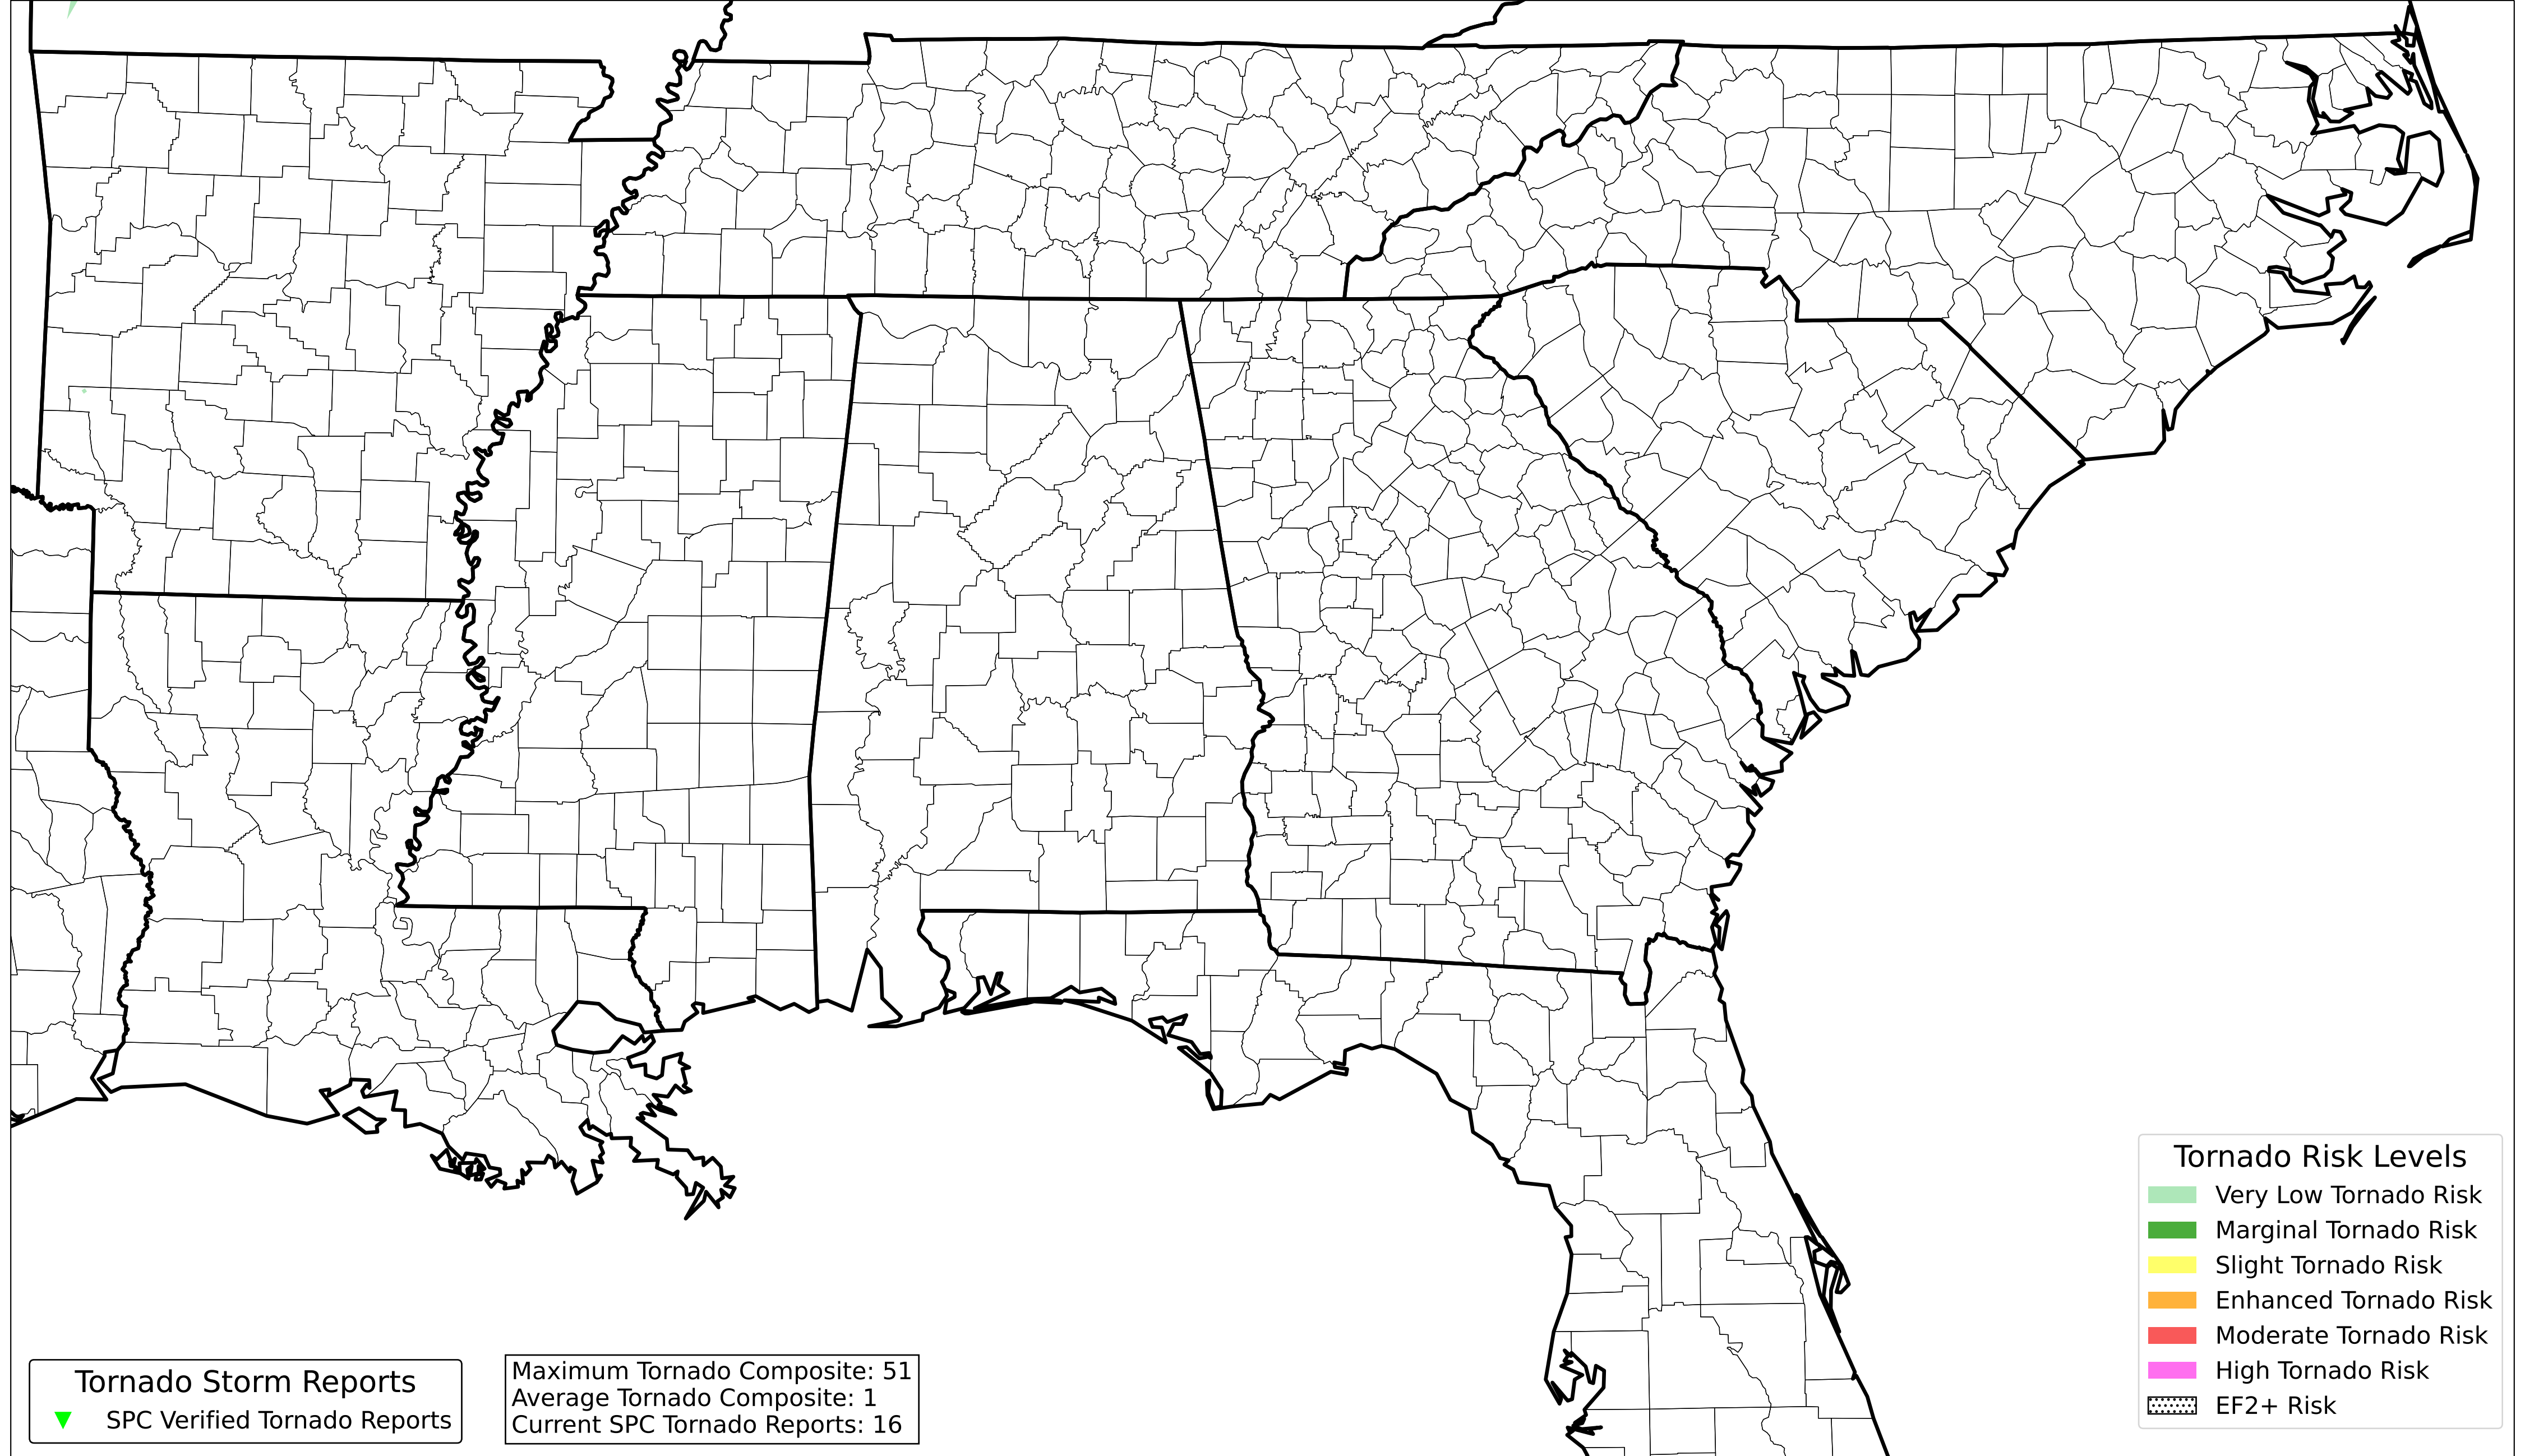 Tornado Storm Reports
SPC Verified Tornado Reports
Maximum Tornado Composite: 51
Average Tornado Composite: 1
Current SPC Tornado Reports: 16
Tornado Risk Levels
Very Low Tornado Risk
Marginal Tornado Risk
Slight Tornado Risk
Enhanced Tornado Risk
Moderate Tornado Risk
High Tornado Risk
EF2+ Risk